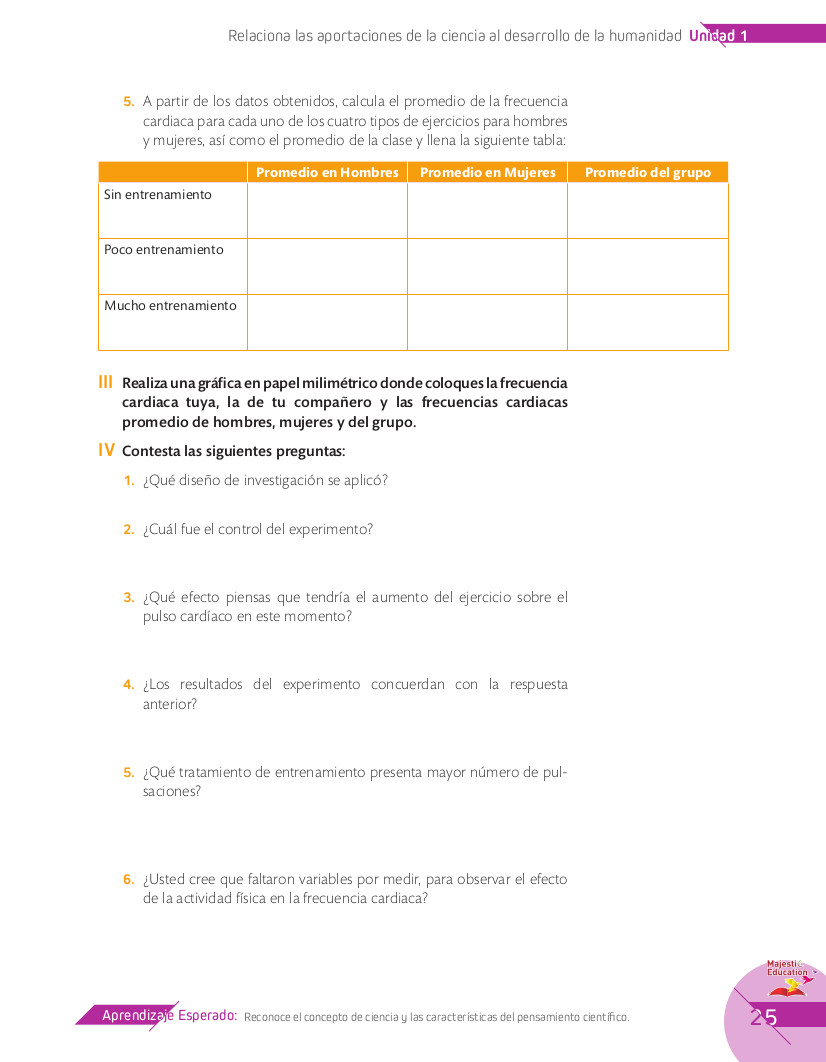 Relaciona las aportaciones de la ciencia al desarrollo de la humanidad Unidad 1
5. A partir de los datos obtenidos, calcula el promedio de la frecuencia
cardiaca para cada uno de los cuatro tipos de ejercicios para hombres
y mujeres, así como el promedio de la clase y llena la siguiente tabla:
Promedio en Hombres Promedio en Mujeres Promedio del grupo
Sin entrenamiento
Poco entrenamiento
Mucho entrenamiento
III Realiza una gráfica en papel milimétrico donde coloques la frecuencia
cardiaca tuya, la de tu compañero y las frecuencias cardiacas
promedio de hombres, mujeres y del grupo.
IV Contesta las siguientes preguntas:
1. ¿Qué diseño de investigación se aplicó?
2. ¿Cuál fue el control del experimento?
3. ¿Qué efecto piensas que tendría el aumento del ejercicio sobre el
pulso cardíaco en este momento?
4. ¿Los resultados del experimento concuerdan con la respuesta
anterior?
5. ¿Qué tratamiento de entrenamiento presenta mayor número de pul-
saciones?
6. ¿Usted cree que faltaron variables por medir, para observar el efecto
de la actividad física en la frecuencia cardiaca?
Majestic
Education
Aprendizaje Esperado: Reconoce el concepto de ciencia y las características del pensamiento científico.
25